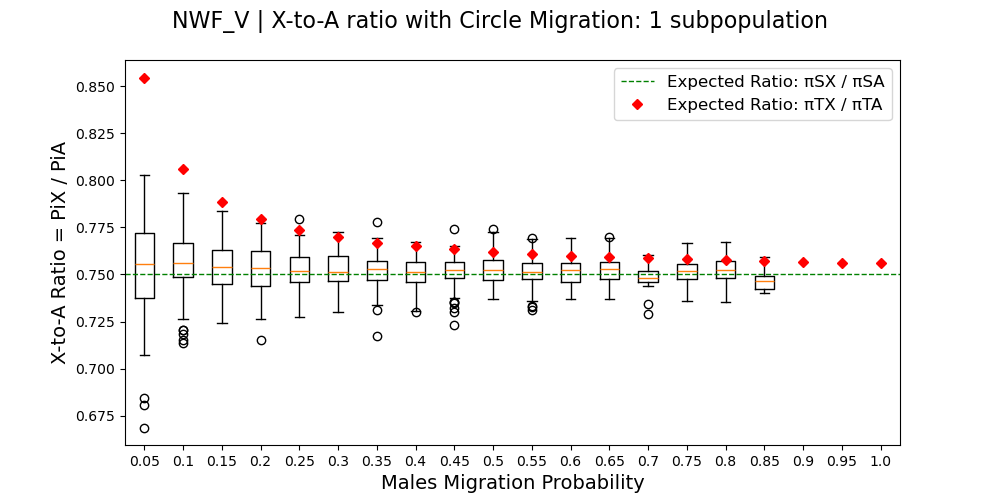 NWF_V | X-to-A ratio with Circle Migration: 1 subpopulation
Expected Ratio: πSX / πSA
Expected Ratio: πTX / πTA
X-to-A Ratio = PiX / PiA
0.850
0.825
0.800
0.775
0.750
0.725
0.700
0.675
0.05 0.1 0.15 0.2 0.25 0.3 0.35 0.4 0.45 0.5 0.55 0.6 0.65 0.7 0.75 0.8 0.85 0.9 0.95 1.0
Males Migration Probability